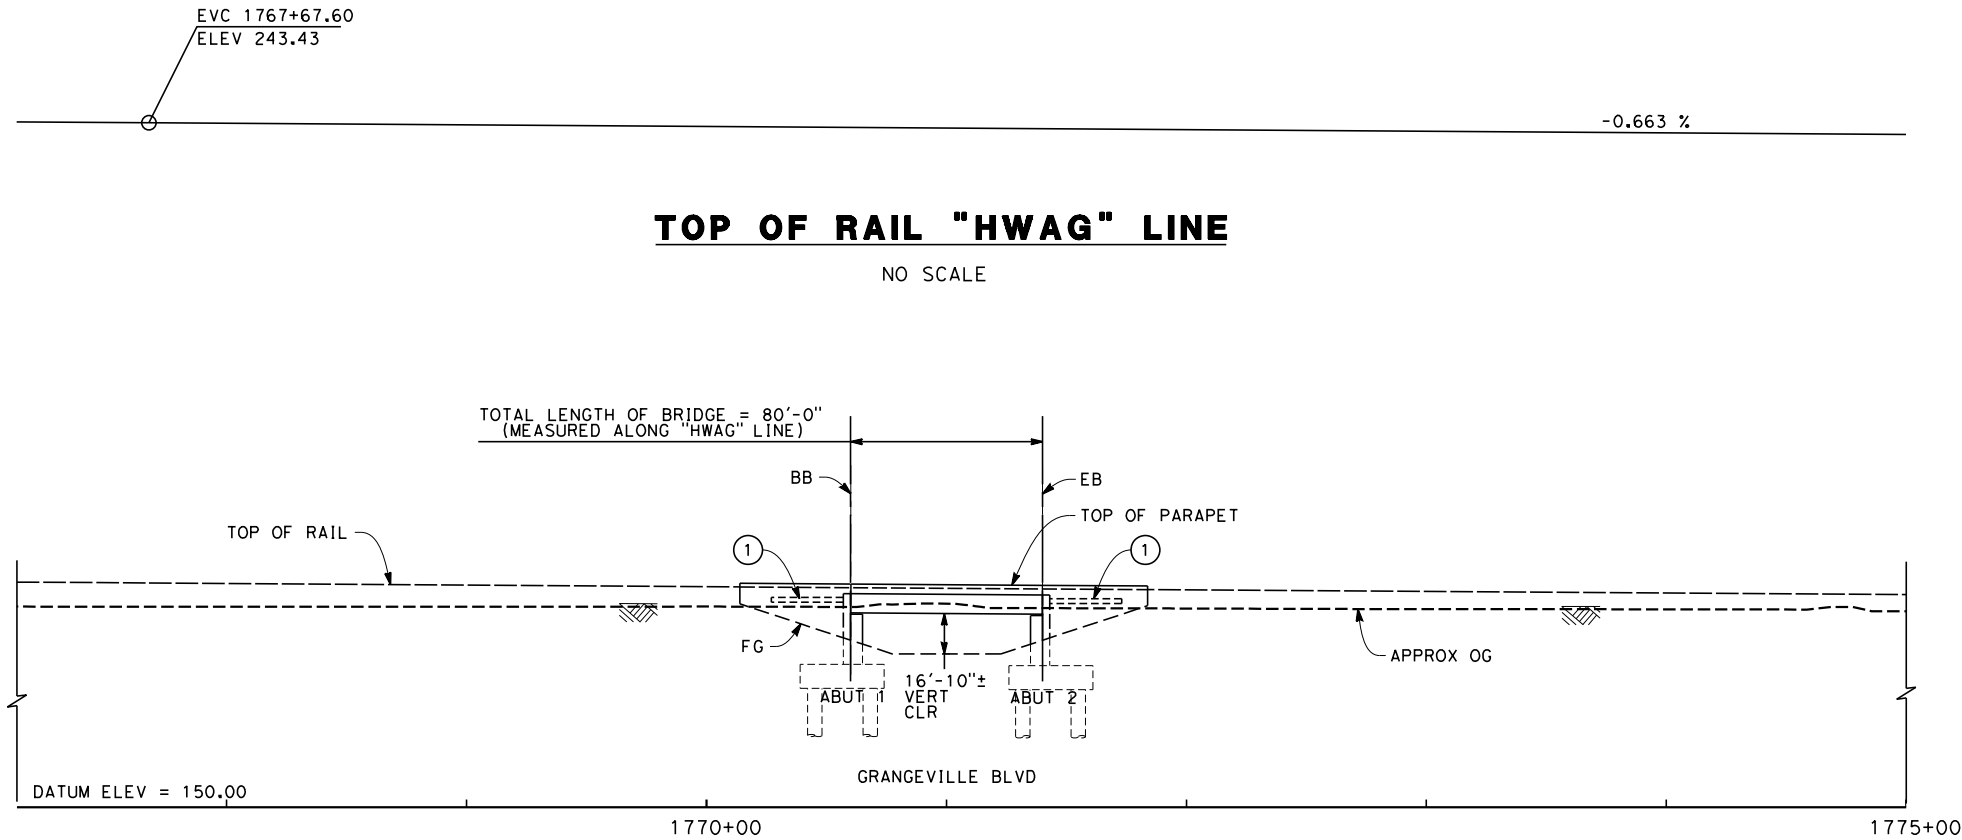 EVC 1767+67.60
ELEV 243.43
-0.663 %
TOP OF RAIL "HWAG" LINE
NO SCALE
TOTAL LENGTH OF BRIDGE = 80'-0"
(MEASURED ALONG "HWAG" LINE)
BB
EB
TOP OF RAIL
TOP OF PARAPET
1
1
FG
APPROX OG
16'-10"±
VERT
CLR
ABUT 1
ABUT 2
GRANGEVILLE BLVD
DATUM ELEV = 150.00
1770+00
1775+00